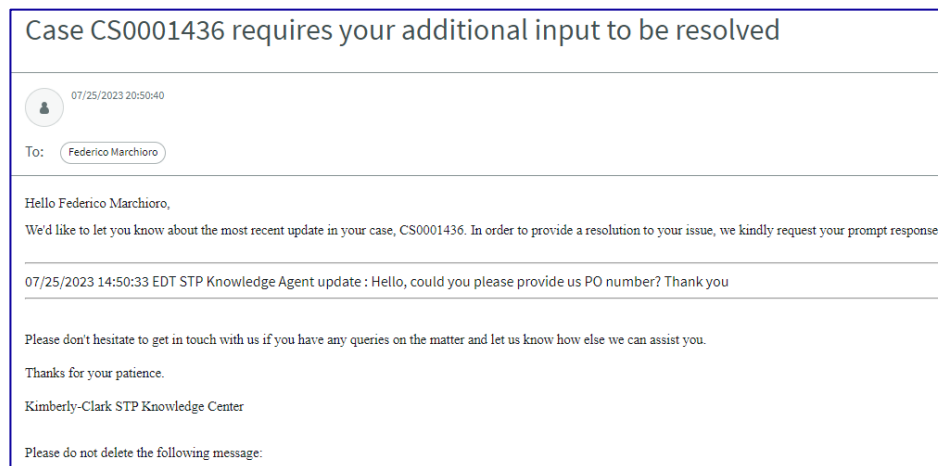 Case CS0001436 requires your additional input to be resolved
07/25/2023 20:50:40
To: Federico Marchioro
Hello Federico Marchioro,
We'd like to let you know about the most recent update in your case, CS0001436. In order to provide a resolution to your issue, we kindly request your prompt response
07/25/2023 14:50:33 EDT STP Knowledge Agent update : Hello, could you please provide us PO number? Thank you
Please don't hesitate to get in touch with us if you have any queries on the matter and let us know how else we can assist you.
Thanks for your patience.
Kimberly-Clark STP Knowledge Center
Please do not delete the following message: